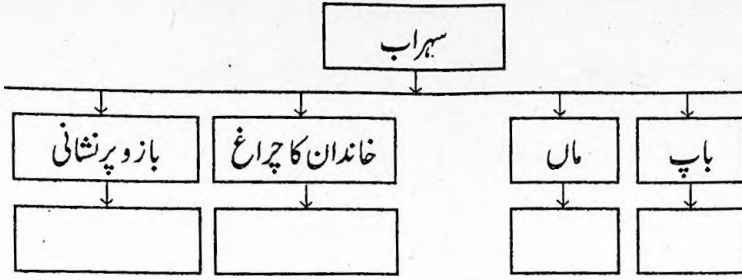 سہراب
باپ
ماں
خاندان کا چراغ
بازو پر نشانی